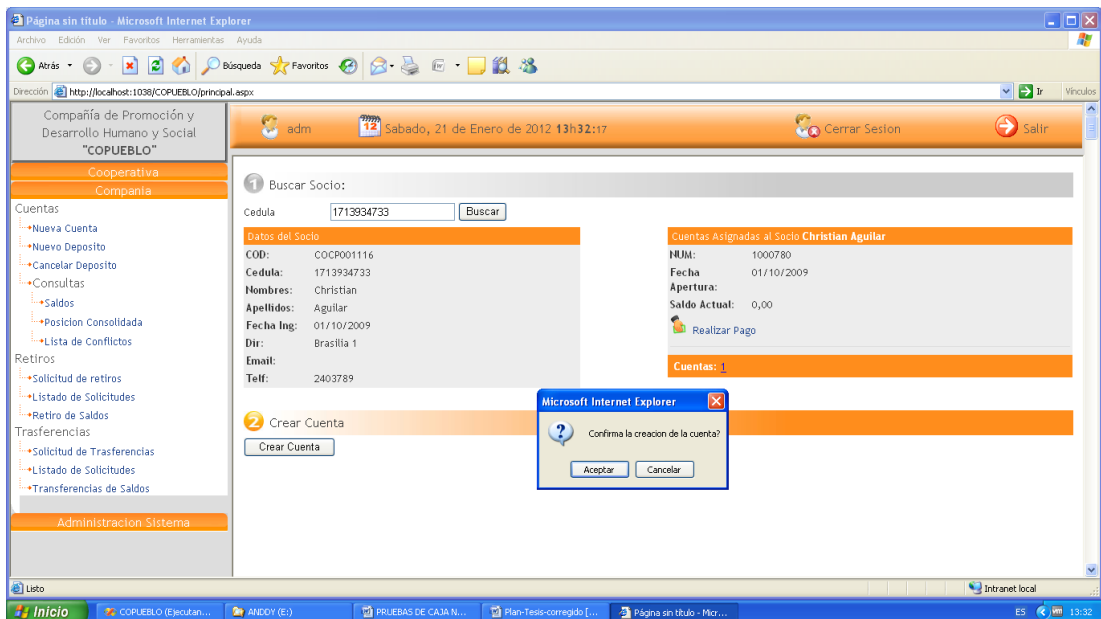 Página sin título - Microsoft Internet Explorer
Archivo Edición Ver Favoritos Herramientas Ayuda
Atrás Búsqueda Favoritos
Dirección http://localhost:1038/COPUEBLO/principal.aspx Ir Vínculos
Compañía de Promoción y
Desarrollo Humano y Social
"COPUEBLO"
adm 12 Sabado, 21 de Enero de 2012 13h32:17 Cerrar Sesion Salir
Cooperativa
Compania
Cuentas
Nueva Cuenta
Nuevo Deposito
Cancelar Deposito
Consultas
Saldos
Posicion Consolidada
Lista de Conflictos
Retiros
Solicitud de retiros
Listado de Solicitudes
Retiro de Saldos
Trasferencias
Solicitud de Trasferencias
Listado de Solicitudes
Transferencias de Saldos
Administracion Sistema
1 Buscar Socio:
Cedula 1713934733 Buscar
Datos del Socio
COD: COCP001116
Cedula: 1713934733
Nombres: Christian
Apellidos: Aguilar
Fecha Ing: 01/10/2009
Dir: Brasilia 1
Email:
Telf: 2403789
Cuentas Asignadas al Socio Christian Aguilar
NUM: 1000780
Fecha 01/10/2009
Apertura:
Saldo Actual: 0,00
Realizar Pago
Cuentas: 1
2 Crear Cuenta
Crear Cuenta
Microsoft Internet Explorer
Confirma la creacion de la cuenta?
Aceptar Cancelar
Listo Intranet local
Inicio COPUEBLO (Ejecutan... ANDDY (E:) PRUEBAS DE CAJA N... Plan-Tesis-corregido [... Página sin título - Micr... ES 13:32